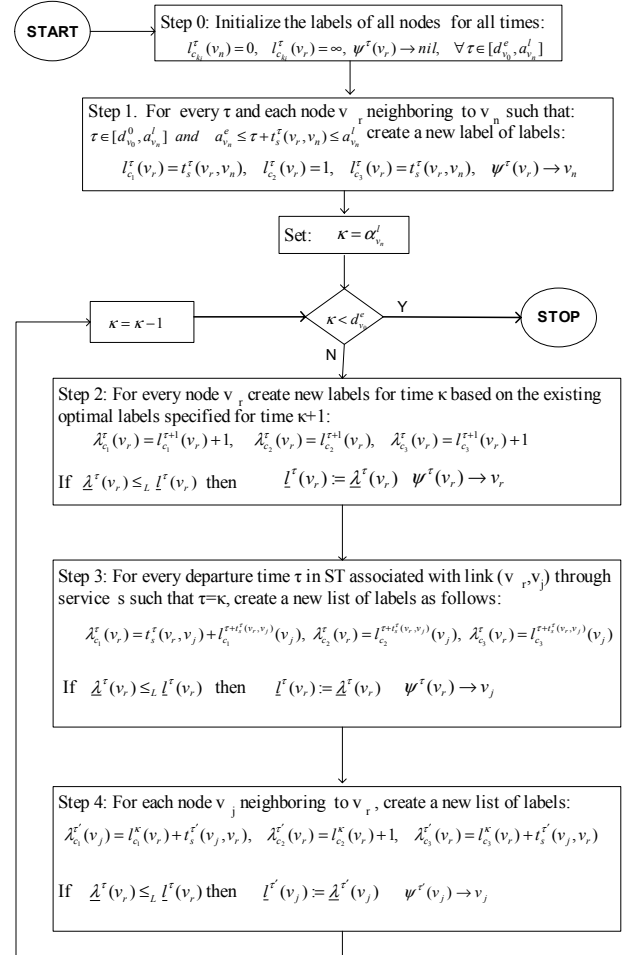 START
Step 0: Initialize the labels of all nodes for all times:
l^τ_{c_{ki}}(v_n)=0, l^τ_{c_{ki}}(v_r)=∞, ψ^τ(v_r)→nil, ∀τ∈[d^e_{v_0},a^l_{v_n}]
Step 1. For every τ and each node v_r neighboring to v_n such that:
τ∈[d^0_{v_0},a^l_{v_n}] and a^e_{v_n}≤τ+t^τ_s(v_r,v_n)≤a^l_{v_n} create a new label of labels:
l^τ_{c_1}(v_r)=t^τ_s(v_r,v_n), l^τ_{c_2}(v_r)=1, l^τ_{c_3}(v_r)=t^τ_s(v_r,v_n), ψ^τ(v_r)→v_n
Set: κ=α^l_{v_n}
κ=κ−1
κ<d^e_{v_0}
Y
STOP
N
Step 2: For every node v_r create new labels for time κ based on the existing
optimal labels specified for time κ+1:
λ^τ_{c_1}(v_r)=l^{τ+1}_{c_1}(v_r)+1, λ^τ_{c_2}(v_r)=l^{τ+1}_{c_2}(v_r), λ^τ_{c_3}(v_r)=l^{τ+1}_{c_3}(v_r)+1
If λ^τ(v_r)≤_L l^τ(v_r) then l^τ(v_r):=λ^τ(v_r) ψ^τ(v_r)→v_r
Step 3: For every departure time τ in ST associated with link (v_r,v_j) through
service s such that τ=κ, create a new list of labels as follows:
λ^τ_{c_1}(v_r)=t^τ_s(v_r,v_j)+l^{τ+t^τ_s(v_r,v_j)}_{c_1}(v_j), λ^τ_{c_2}(v_r)=l^{τ+t^τ_s(v_r,v_j)}_{c_2}(v_j), λ^τ_{c_3}(v_r)=l^{τ+t^τ_s(v_r,v_j)}_{c_3}(v_j)
If λ^τ(v_r)≤_L l^τ(v_r) then l^τ(v_r):=λ^τ(v_r) ψ^τ(v_r)→v_j
Step 4: For each node v_j neighboring to v_r, create a new list of labels:
λ^{τ'}_{c_1}(v_j)=l^κ_{c_1}(v_r)+t^{τ'}_s(v_j,v_r), λ^{τ'}_{c_2}(v_r)=l^κ_{c_2}(v_r)+1, λ^{τ'}_{c_3}(v_r)=l^κ_{c_3}(v_r)+t^{τ'}_s(v_j,v_r)
If λ^τ(v_r)≤_L l^τ(v_r) then l^{τ'}(v_j):=λ^{τ'}(v_j) ψ^{τ'}(v_j)→v_j